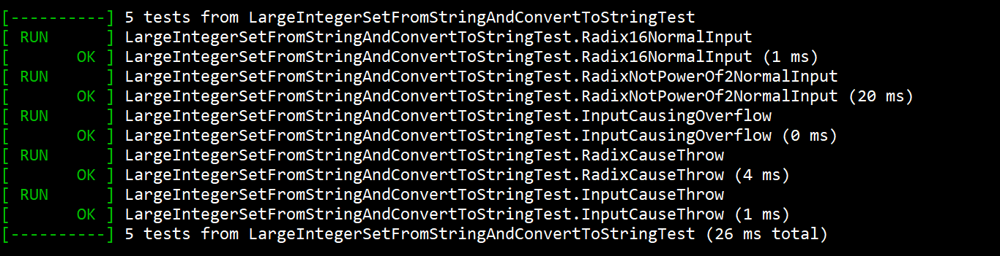 [----------] 5 tests from LargeIntegerSetFromStringAndConvertToStringTest
[ RUN      ] LargeIntegerSetFromStringAndConvertToStringTest.Radix16NormalInput
[       OK ] LargeIntegerSetFromStringAndConvertToStringTest.Radix16NormalInput (1 ms)
[ RUN      ] LargeIntegerSetFromStringAndConvertToStringTest.RadixNotPowerOf2NormalInput
[       OK ] LargeIntegerSetFromStringAndConvertToStringTest.RadixNotPowerOf2NormalInput (20 ms)
[ RUN      ] LargeIntegerSetFromStringAndConvertToStringTest.InputCausingOverflow
[       OK ] LargeIntegerSetFromStringAndConvertToStringTest.InputCausingOverflow (0 ms)
[ RUN      ] LargeIntegerSetFromStringAndConvertToStringTest.RadixCauseThrow
[       OK ] LargeIntegerSetFromStringAndConvertToStringTest.RadixCauseThrow (4 ms)
[ RUN      ] LargeIntegerSetFromStringAndConvertToStringTest.InputCauseThrow
[       OK ] LargeIntegerSetFromStringAndConvertToStringTest.InputCauseThrow (1 ms)
[----------] 5 tests from LargeIntegerSetFromStringAndConvertToStringTest (26 ms total)